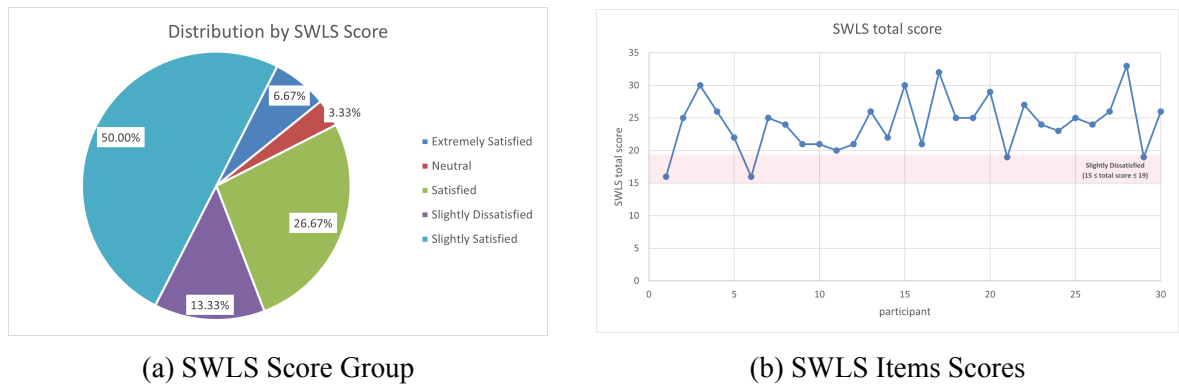 Distribution by SWLS Score
6.67%
3.33%
50.00%
26.67%
13.33%
Extremely Satisfied
Neutral
Satisfied
Slightly Dissatisfied
Slightly Satisfied
(a) SWLS Score Group
SWLS total score
SWLS total score
35
30
25
20
15
10
5
0
Slightly Dissatisfied
(15 ≤ total score ≤ 19)
0 5 10 15 20 25 30
participant
(b) SWLS Items Scores